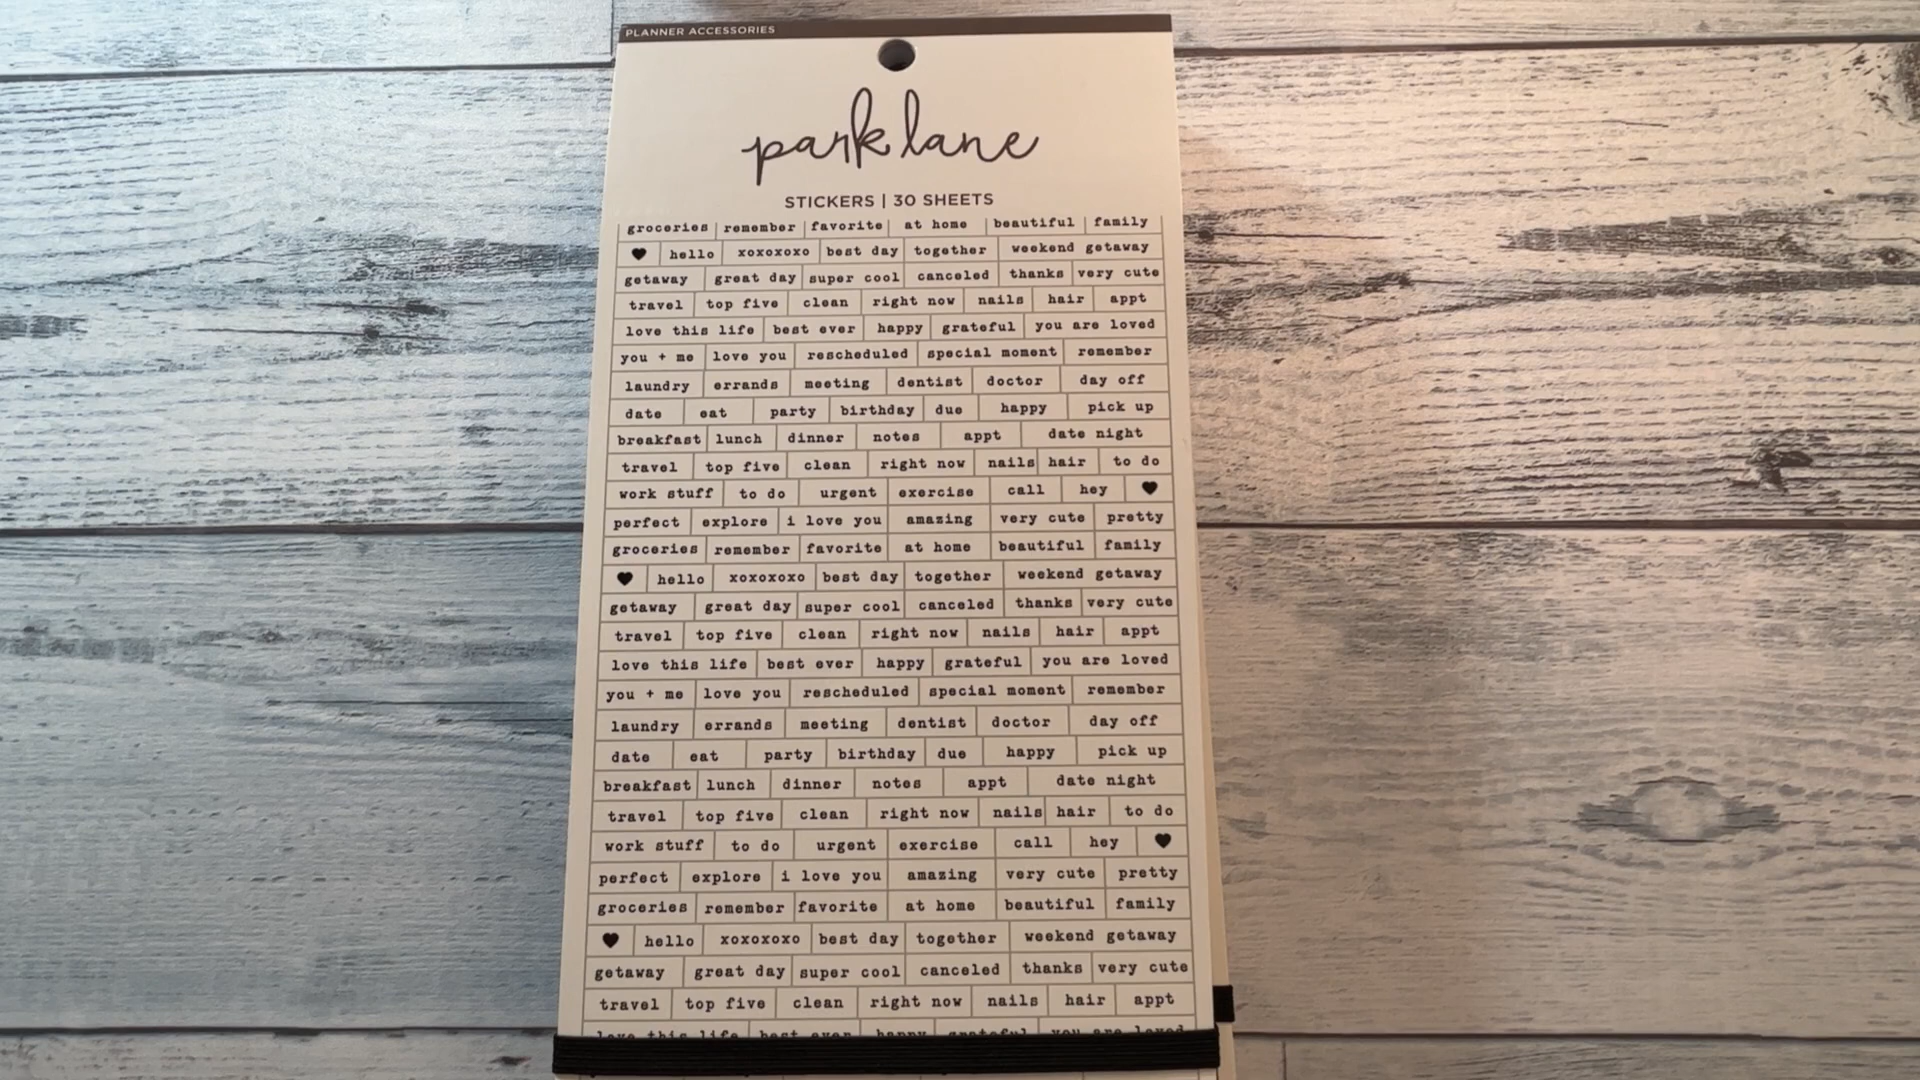 PLANNER ACCESSORIES
park lane
STICKERS | 30 SHEETS
groceries remember favorite at home beautiful family
hello xoxoxoxo best day together weekend getaway
getaway great day super cool canceled thanks very cute
travel top five clean right now nails hair appt
love this life best ever happy grateful you are loved
you + me love you rescheduled special moment remember
laundry errands meeting dentist doctor day off
date eat party birthday due happy pick up
breakfast lunch dinner notes appt date night
travel top five clean right now nails hair to do
work stuff to do urgent exercise call hey
perfect explore i love you amazing very cute pretty
groceries remember favorite at home beautiful family
hello xoxoxoxo best day together weekend getaway
getaway great day super cool canceled thanks very cute
travel top five clean right now nails hair appt
love this life best ever happy grateful you are loved
you + me love you rescheduled special moment remember
laundry errands meeting dentist doctor day off
date eat party birthday due happy pick up
breakfast lunch dinner notes appt date night
travel top five clean right now nails hair to do
work stuff to do urgent exercise call hey
perfect explore i love you amazing very cute pretty
groceries remember favorite at home beautiful family
hello xoxoxoxo best day together weekend getaway
getaway great day super cool canceled thanks very cute
travel top five clean right now nails hair appt
love this life best ever happy grateful you are loved